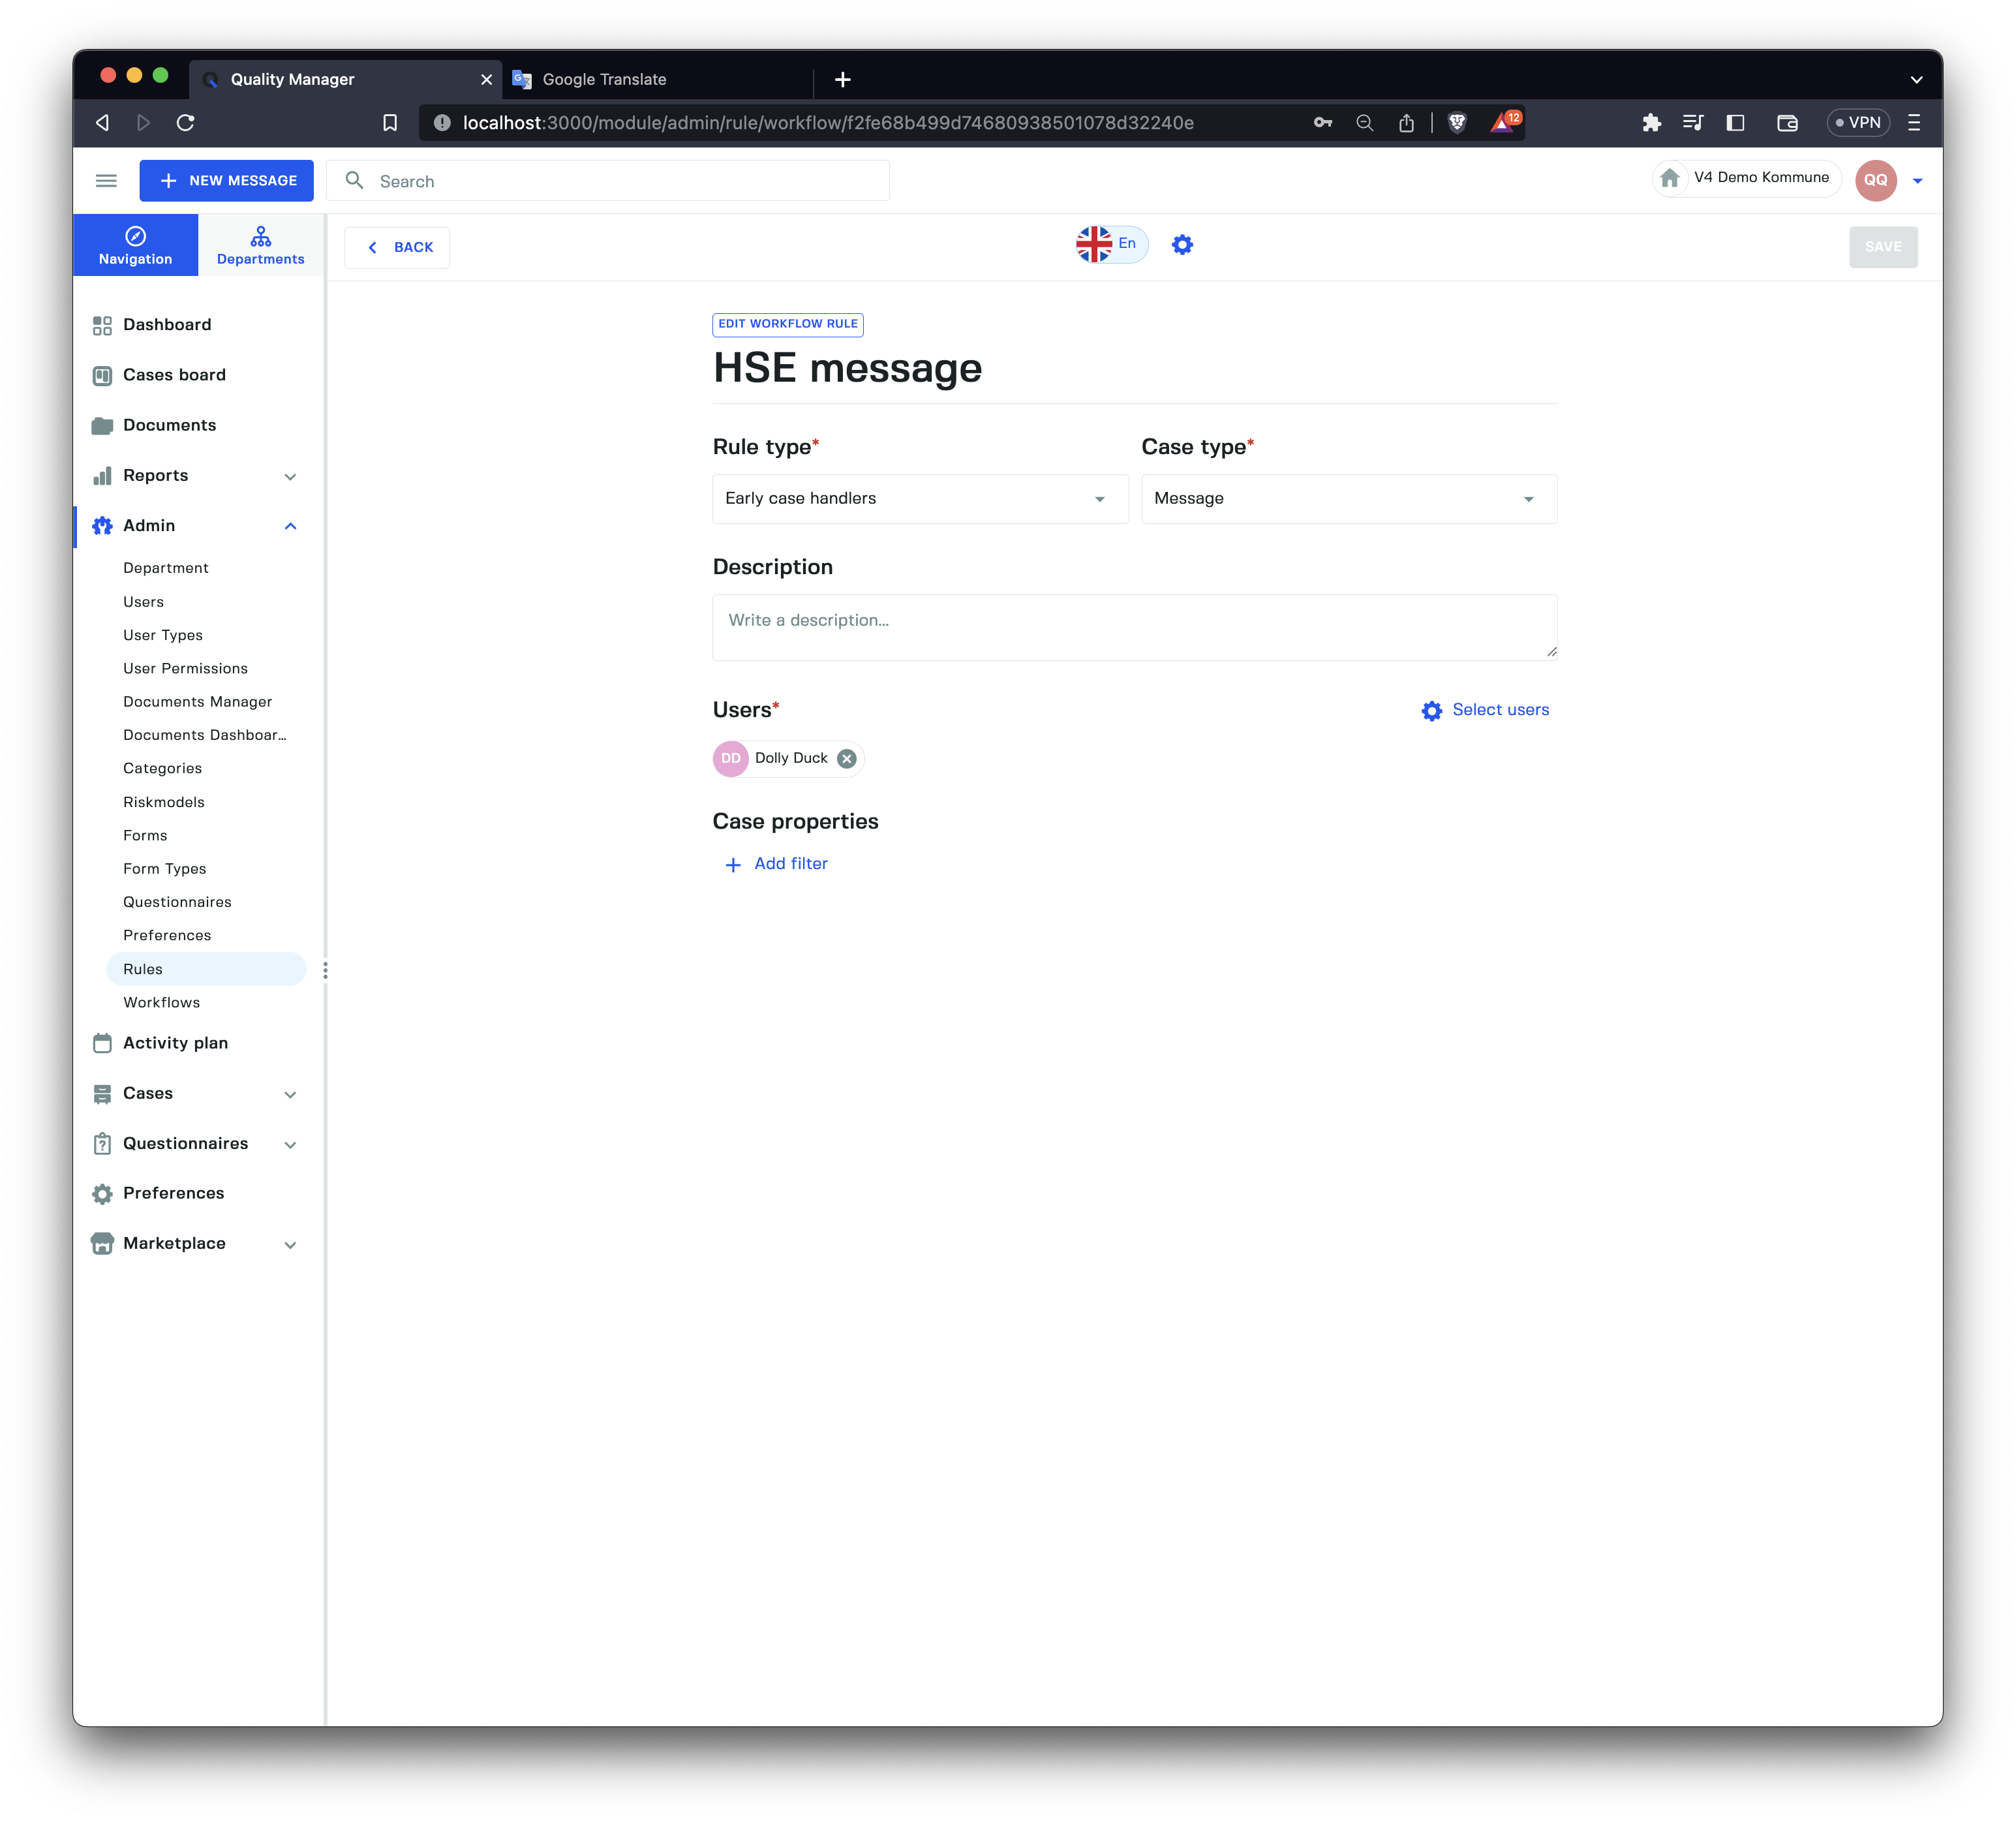 Quality Manager
Google Translate
localhost:3000/module/admin/rule/workflow/f2fe68b499d74680938501078d32240e
12
VPN
NEW MESSAGE
Search
V4 Demo Kommune
QQ
Navigation
Departments
BACK
En
SAVE
Dashboard
Cases board
Documents
Reports
Admin
Department
Users
User Types
User Permissions
Documents Manager
Documents Dashboar...
Categories
Riskmodels
Forms
Form Types
Questionnaires
Preferences
Rules
Workflows
Activity plan
Cases
Questionnaires
Preferences
Marketplace
EDIT WORKFLOW RULE
HSE message
Rule type*
Case type*
Early case handlers
Message
Description
Write a description...
Users*
Select users
DD
Dolly Duck
Case properties
Add filter